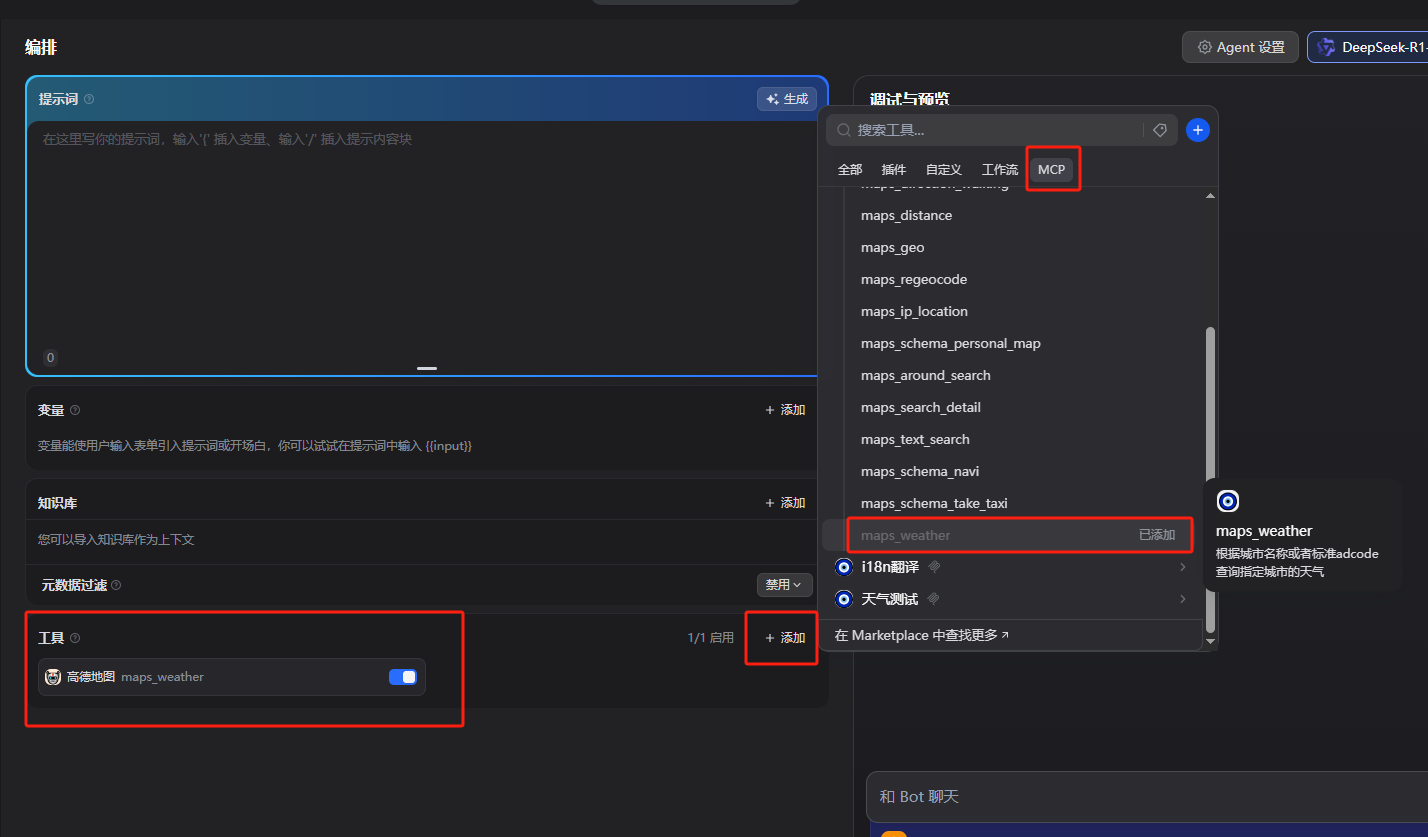 编排
Agent 设置
DeepSeek-R1-
提示词
生成
在这里写你的提示词，输入'{' 插入变量、输入'/' 插入提示内容块
0
变量
+ 添加
变量能使用户输入表单引入提示词或开场白，你可以试试在提示词中输入 {{input}}
知识库
+ 添加
您可以导入知识库作为上下文
元数据过滤
禁用
工具
1/1 启用
+ 添加
高德地图 maps_weather
调试与预览
搜索工具...
全部 插件 自定义 工作流 MCP
maps_direction_walking
maps_distance
maps_geo
maps_regeocode
maps_ip_location
maps_schema_personal_map
maps_around_search
maps_search_detail
maps_text_search
maps_schema_navi
maps_schema_take_taxi
maps_weather 已添加
i18n翻译
天气测试
在 Marketplace 中查找更多
maps_weather
根据城市名称或者标准adcode
查询指定城市的天气
和 Bot 聊天